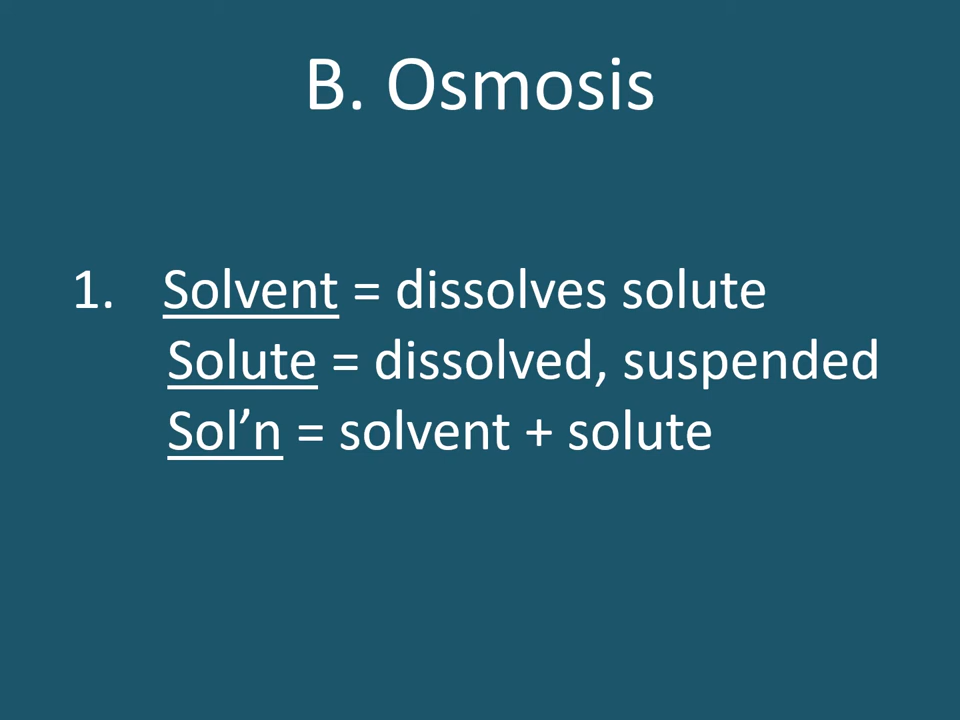 B. Osmosis
1. Solvent = dissolves solute
Solute = dissolved, suspended
Sol’n = solvent + solute